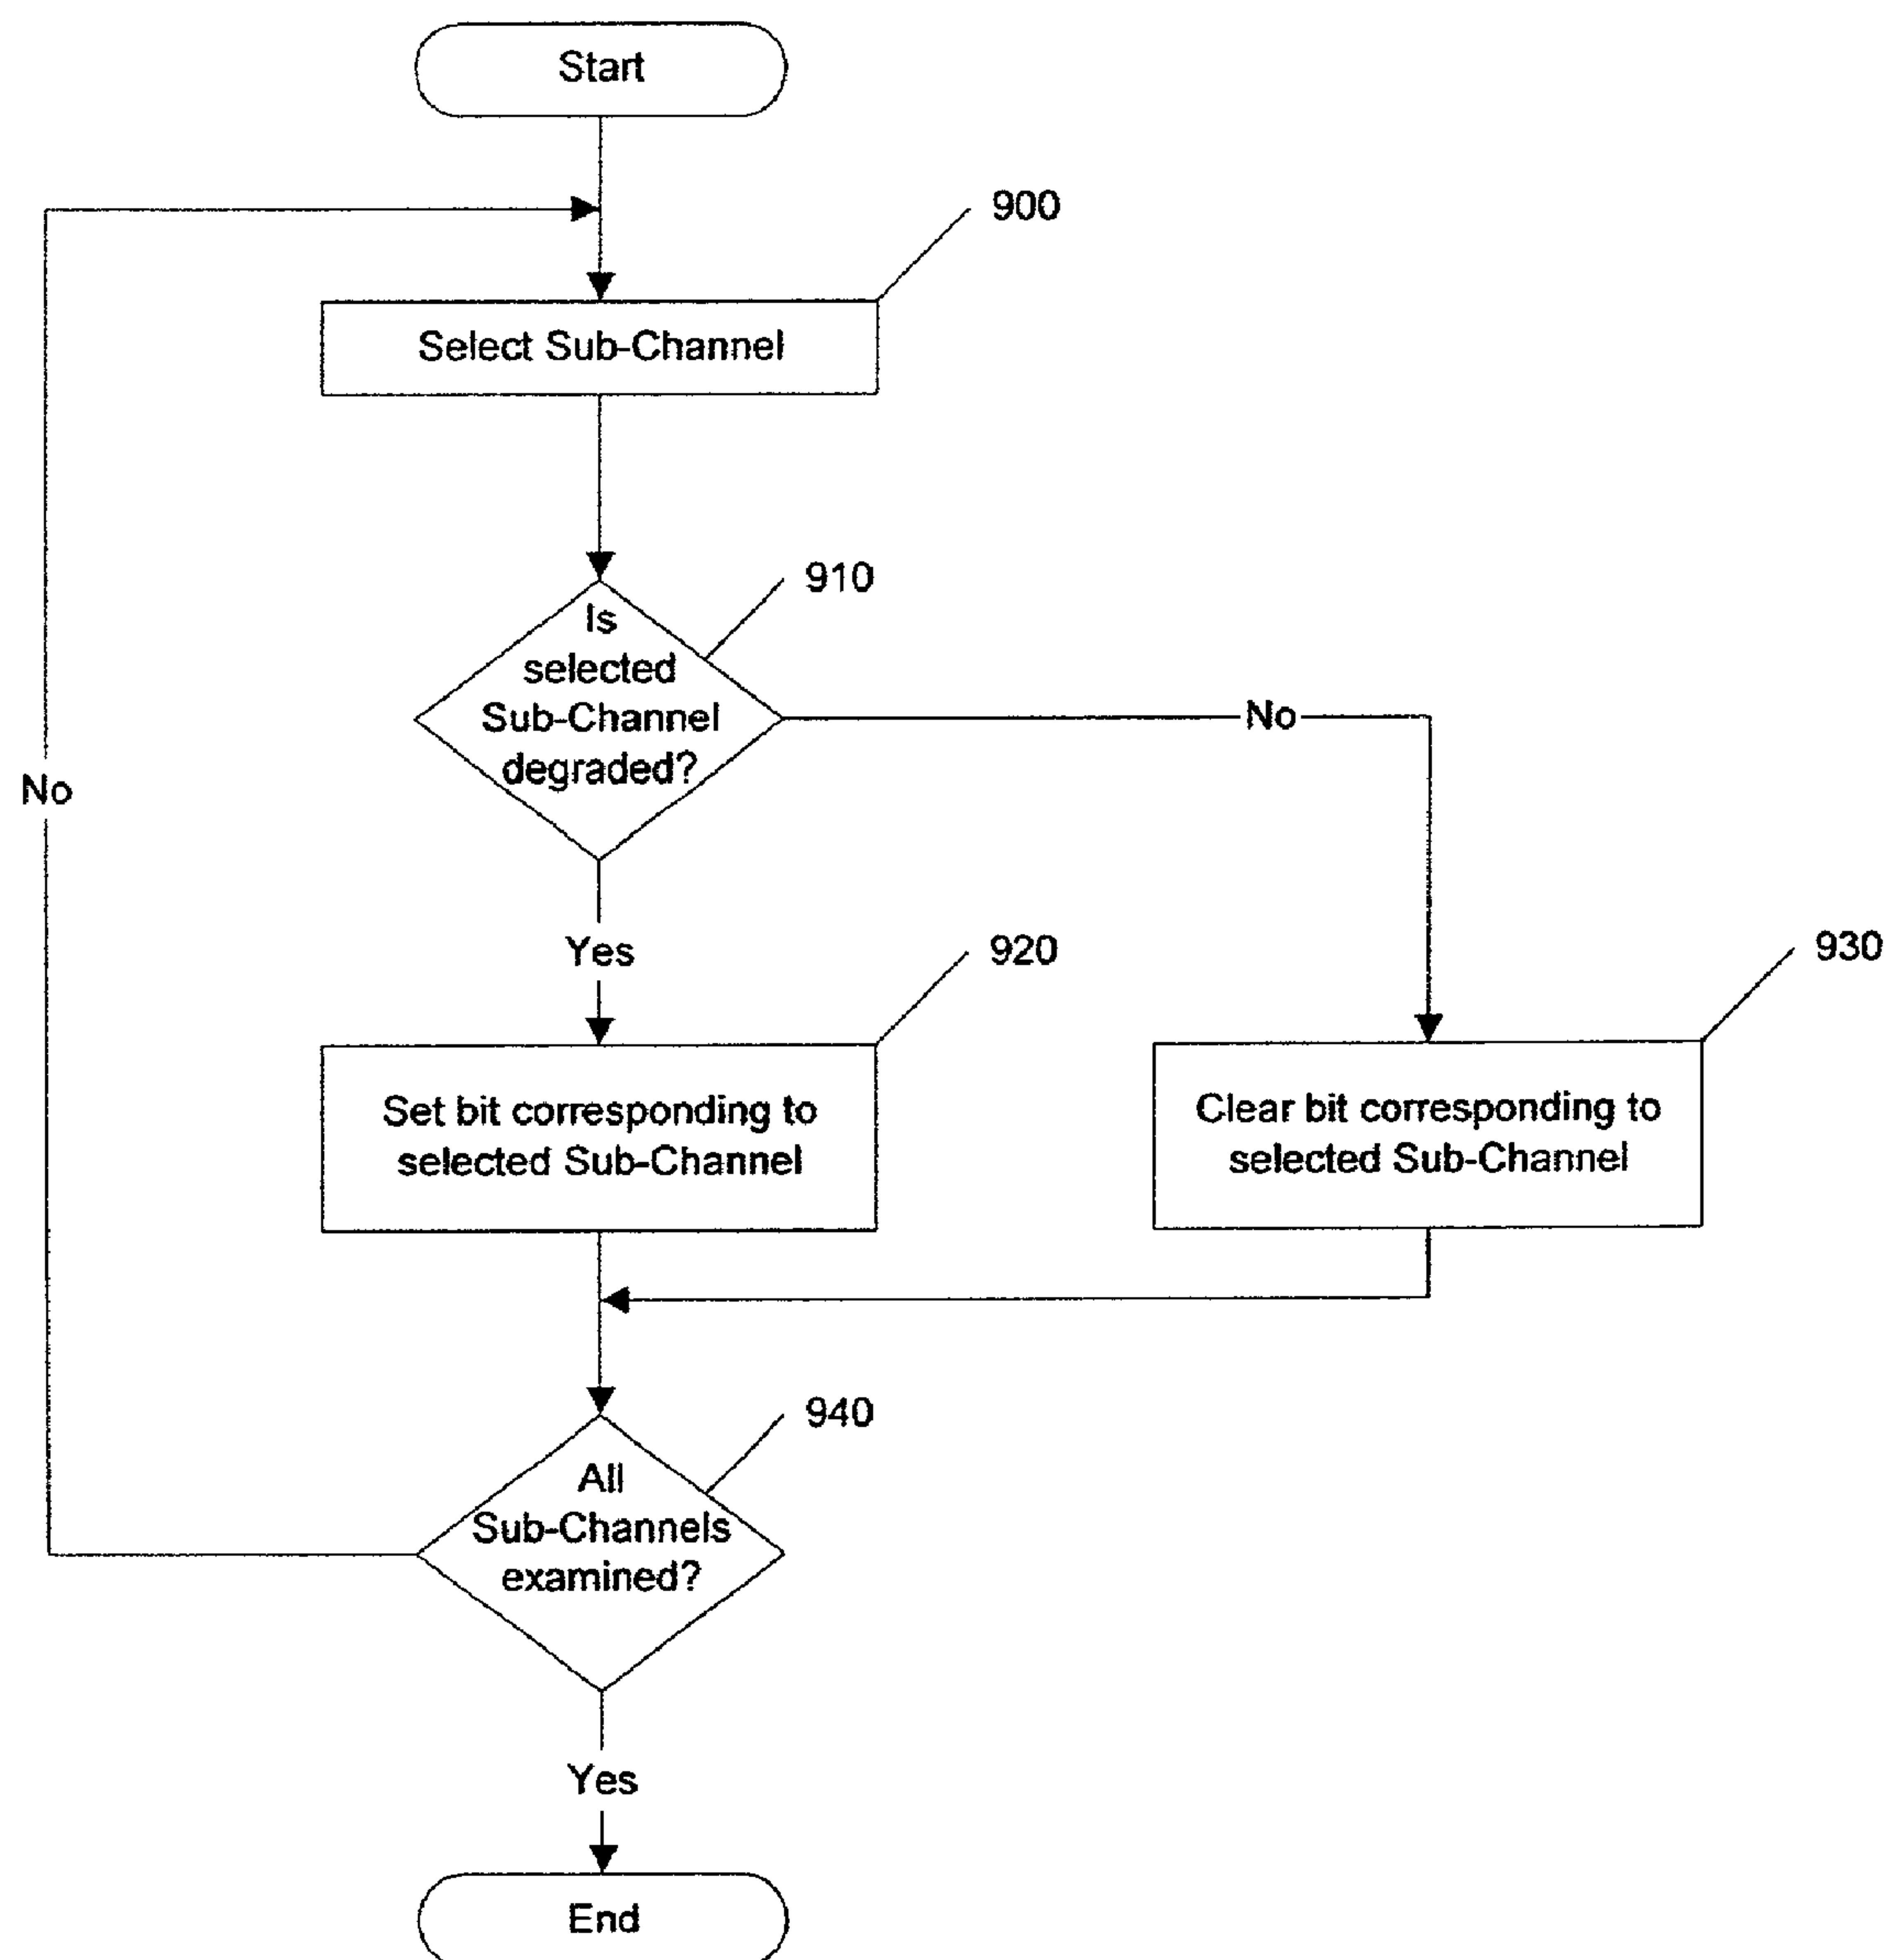 Start
900
Select Sub-Channel
910
Is
selected
Sub-Channel
degraded?
No
No
Yes
920
930
Set bit corresponding to
selected Sub-Channel
Clear bit corresponding to
selected Sub-Channel
940
All
Sub-Channels
examined?
Yes
End